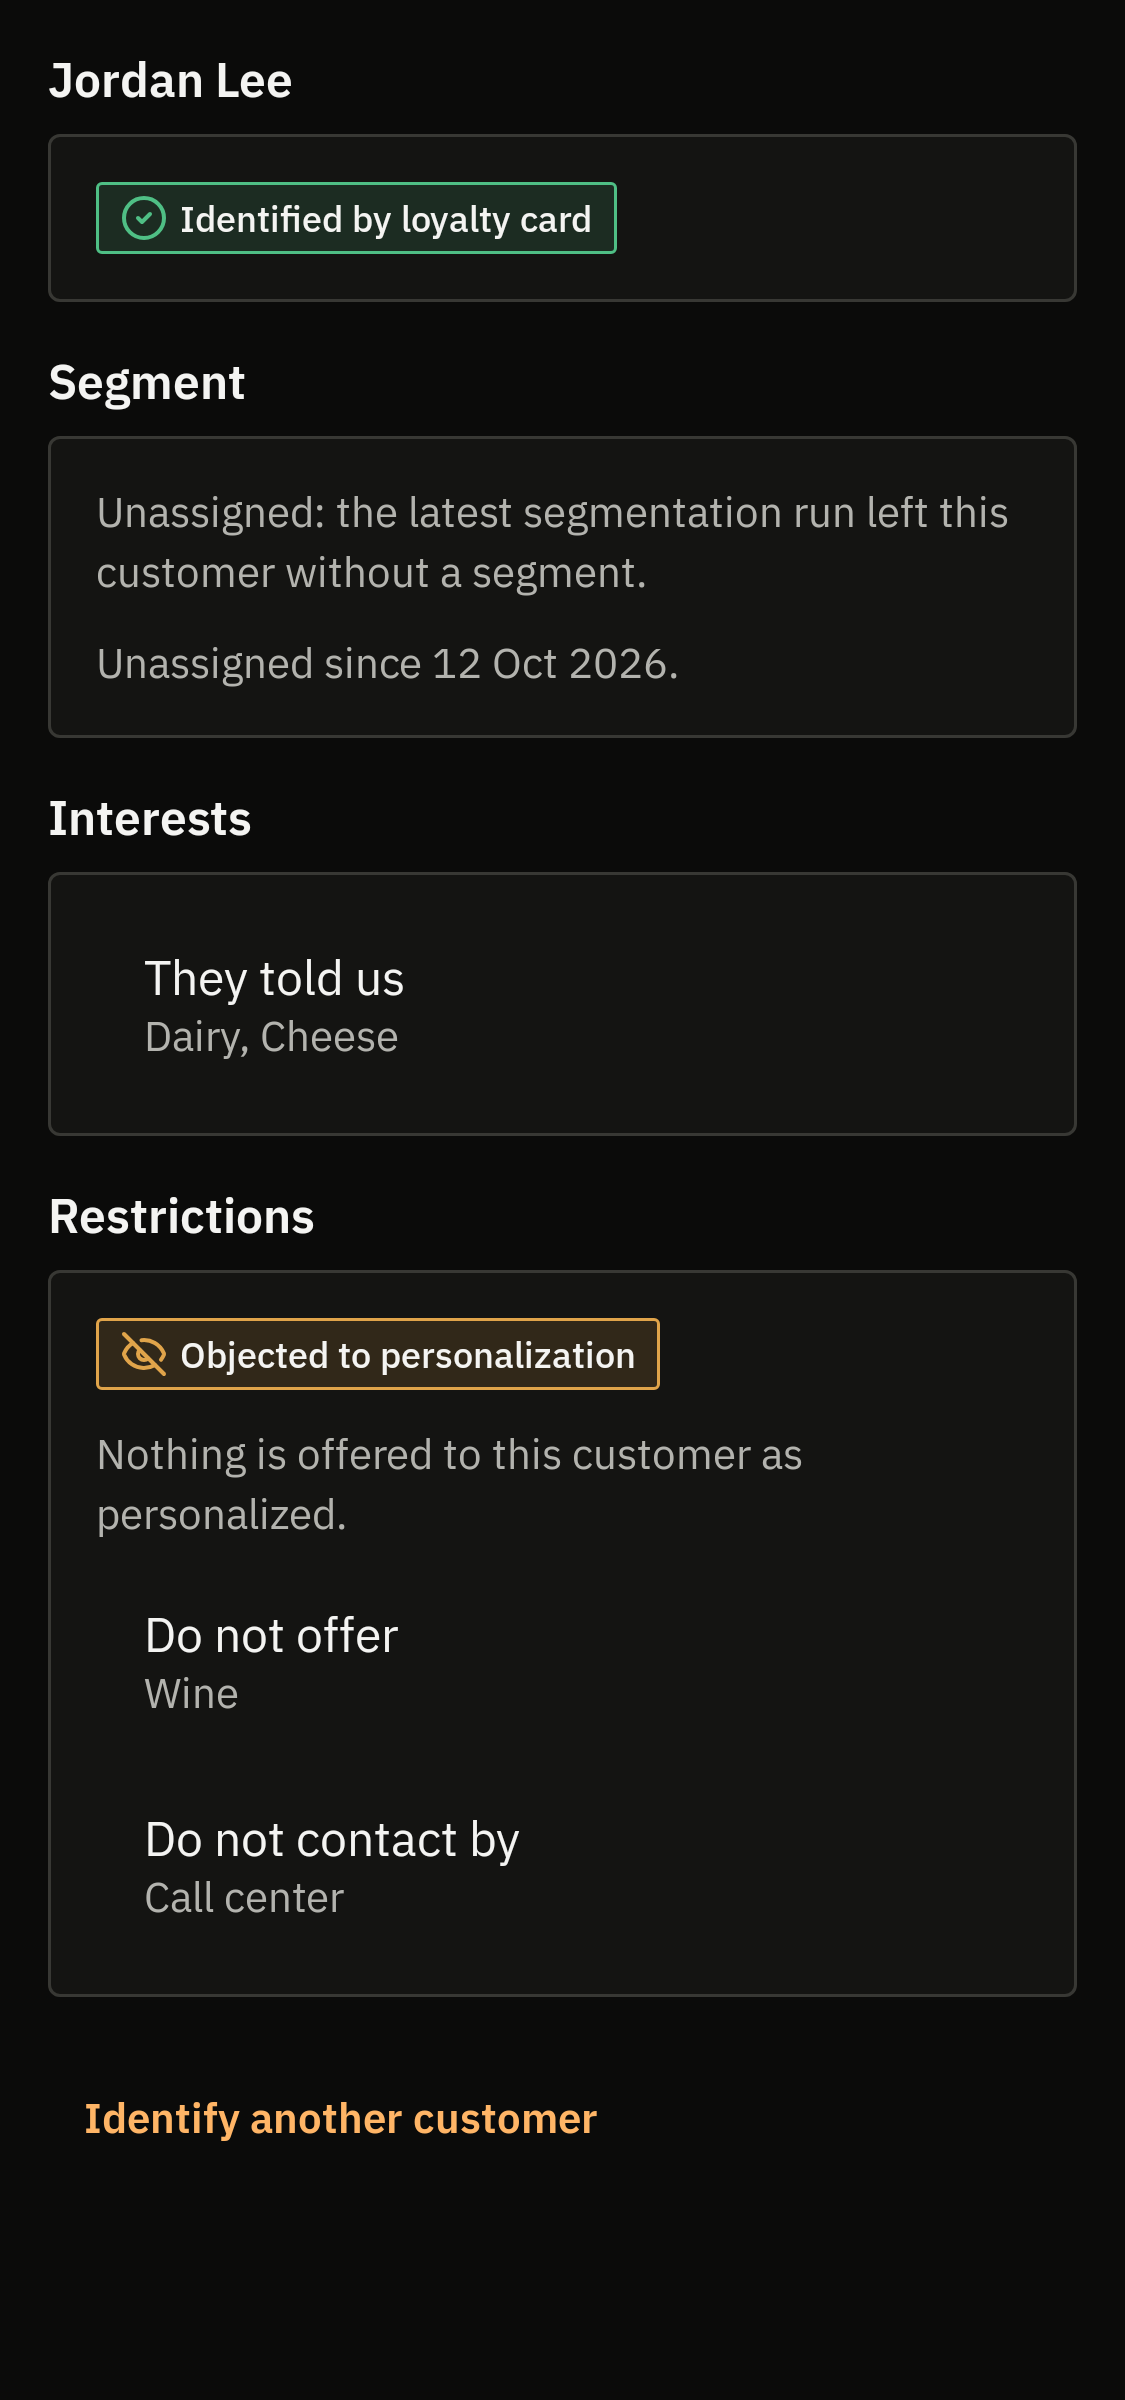 Jordan Lee
Identified by loyalty card
Segment
Unassigned: the latest segmentation run left this
customer without a segment.
Unassigned since 12 Oct 2026.
Interests
They told us
Dairy, Cheese
Restrictions
Objected to personalization
Nothing is offered to this customer as
personalized.
Do not offer
Wine
Do not contact by
Call center
Identify another customer